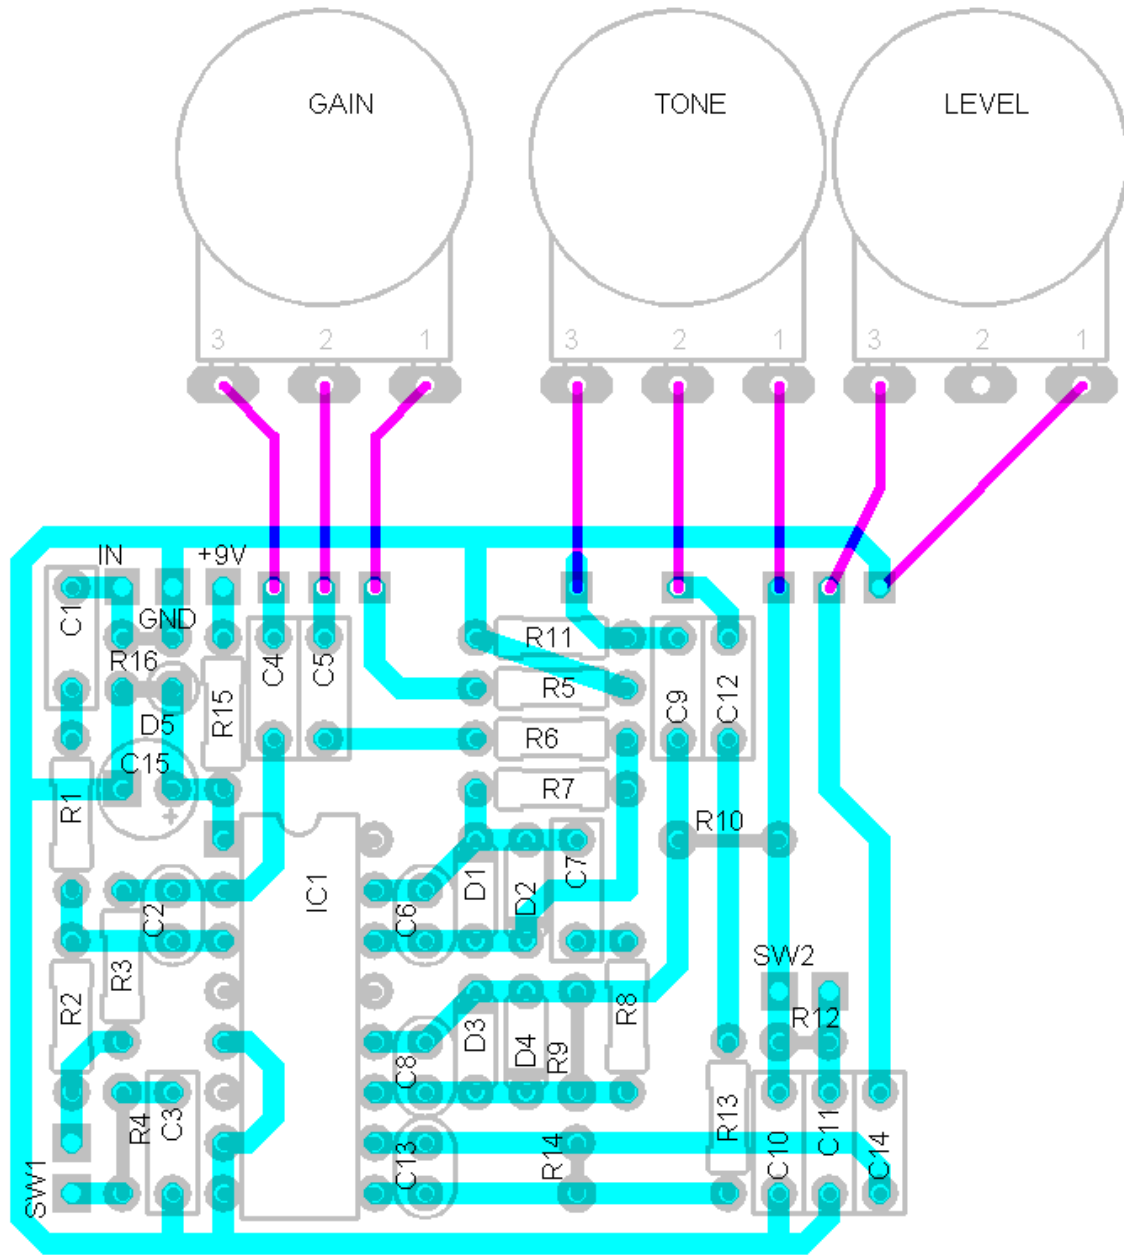 GAIN
TONE
LEVEL
3 2 1
3 2 1
3 2 1
IN
+9V
GND
C1
R16
D5
C15
+
R15
C4
C5
R11
R5
R6
R7
C9
C12
R10
R1
C2
R3
R2
IC1
C6
D1
D2
C7
SW2
R12
C8
D3
D4
R9
R8
R4
C3
SW1
C13
R14
R13
C10
C11
C14